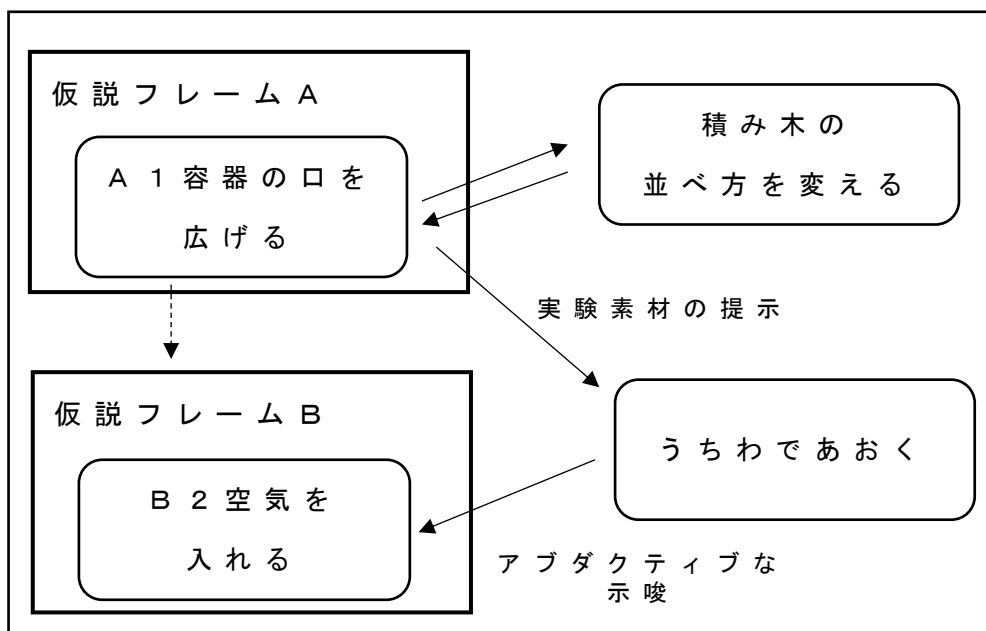 仮説フレームA
A1容器の口を
広げる
積み木の
並べ方を変える
実験素材の提示
仮説フレームB
B2空気を
入れる
うちわであおく
アブダクティブな
示唆